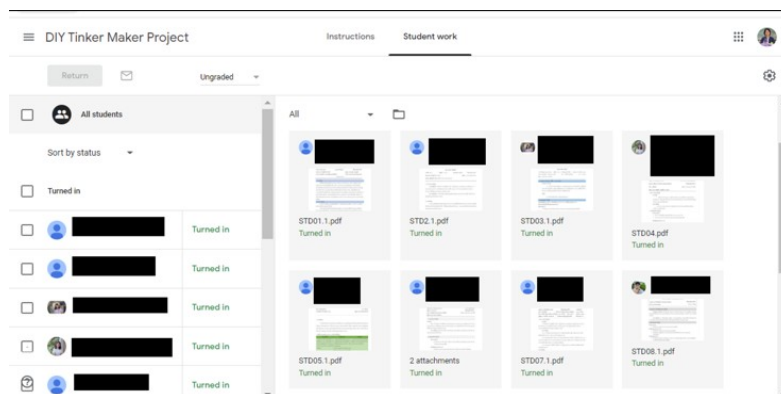 DIY Tinker Maker Project
Instructions
Student work
Return
Ungraded
All students
Sort by status
Turned in
Turned in
Turned in
Turned in
Turned in
Turned in
All
STD01.1.pdf
Turned in
STD2.1.pdf
Turned in
STD03.1.pdf
Turned in
STD04.pdf
Turned in
STD05.1.pdf
Turned in
2 attachments
Turned in
STD07.1.pdf
Turned in
STD08.1.pdf
Turned in